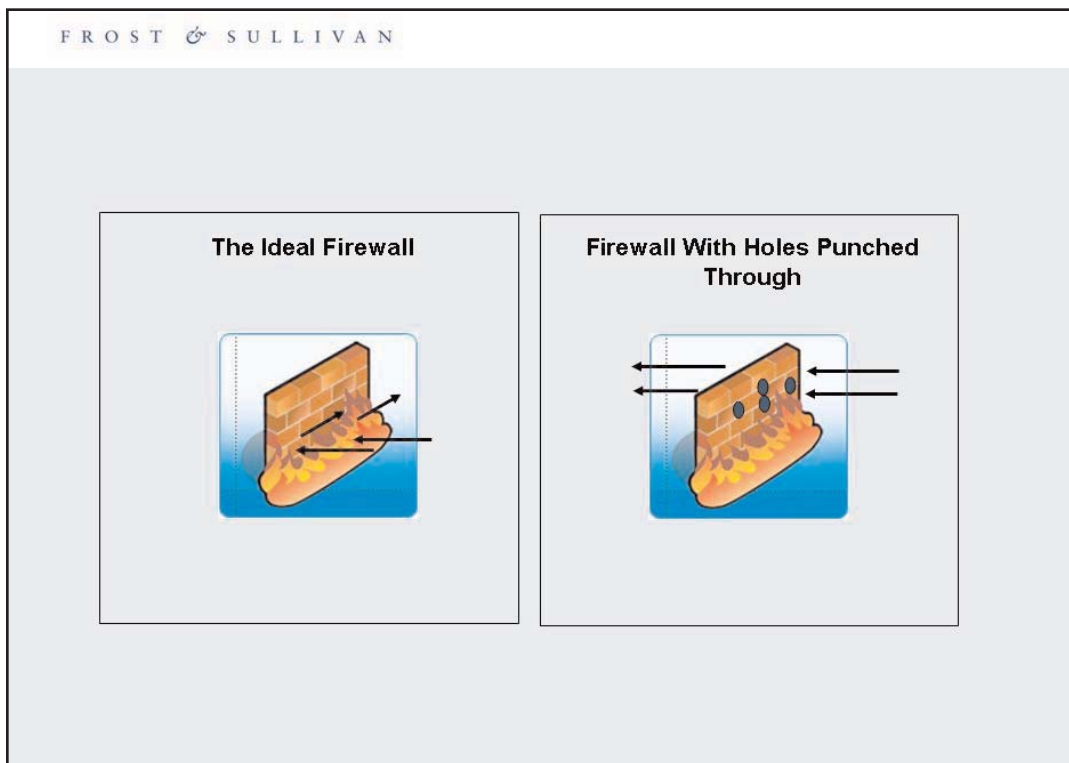 FROST & SULLIVAN
The Ideal Firewall
Firewall With Holes Punched
Through